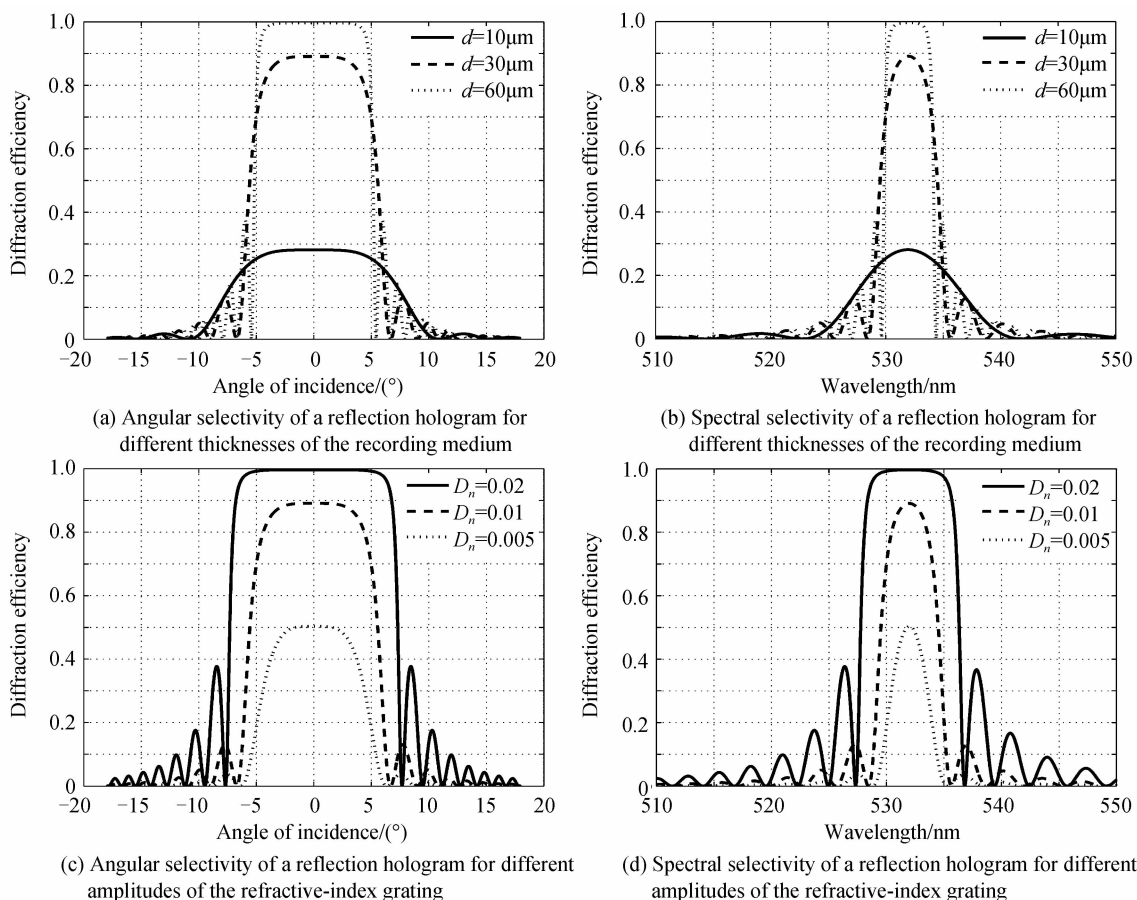 1.0
0.8
0.6
0.4
0.2
0
Diffraction efficiency
d=10μm
d=30μm
d=60μm
−20 −15 −10 −5 0 5 10 15 20
Angle of incidence/(°)
(a) Angular selectivity of a reflection hologram for
different thicknesses of the recording medium
1.0
0.8
0.6
0.4
0.2
0
Diffraction efficiency
d=10μm
d=30μm
d=60μm
510 520 530 540 550
Wavelength/nm
(b) Spectral selectivity of a reflection hologram for
different thicknesses of the recording medium
1.0
0.8
0.6
0.4
0.2
0
Diffraction efficiency
Dn=0.02
Dn=0.01
Dn=0.005
−20 −15 −10 −5 0 5 10 15 20
Angle of incidence/(°)
(c) Angular selectivity of a reflection hologram for different
amplitudes of the refractive-index grating
1.0
0.8
0.6
0.4
0.2
0
Diffraction efficiency
Dn=0.02
Dn=0.01
Dn=0.005
510 520 530 540 550
Wavelength/nm
(d) Spectral selectivity of a reflection hologram for different
amplitudes of the refractive-index grating